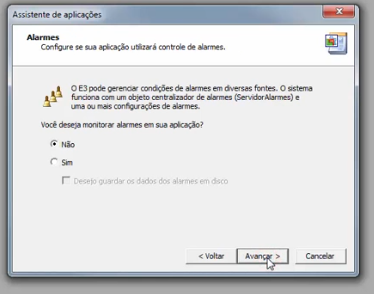 Assistente de aplicações
Alarmes
Configure se sua aplicação utilizará controle de alarmes.
O E3 pode gerenciar condições de alarmes em diversas fontes. O sistema
funciona com um objeto centralizador de alarmes (ServidorAlarmes) e
uma ou mais configurações de alarmes.
Você deseja monitorar alarmes em sua aplicação?
Não
Sim
Desejo guardar os dados dos alarmes em disco
< Voltar
Avançar >
Cancelar